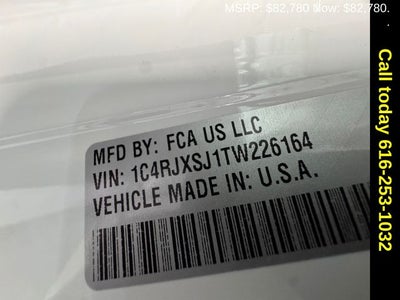 MSRP: $82,780 Now: $82,780.
MFD BY: FCA US LLC
VIN: 1C4RJXSJ1TW226164
VEHICLE MADE IN: U.S.A.
Call today 616-253-1032